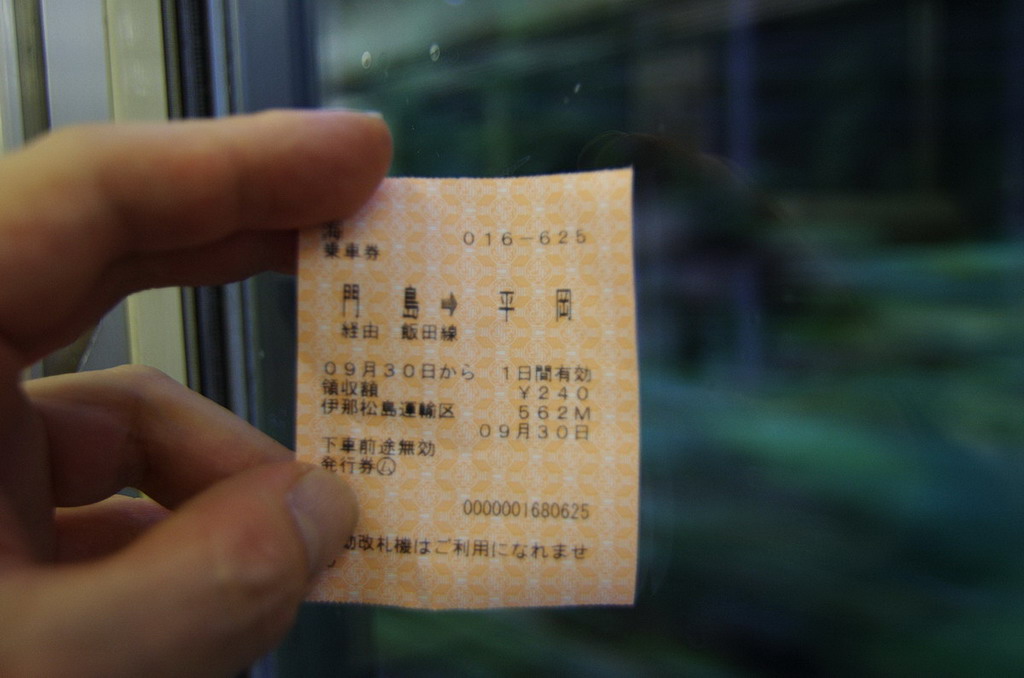 海
乗車券 016-625
門 島➡平 岡
経由 飯田線
09月30日から 1日間有効
領収額 ¥240
伊那松島運輸区 562M
09月30日
下車前途無効
発行券Ⓛ
0000001680625
動改札機はご利用になれませ